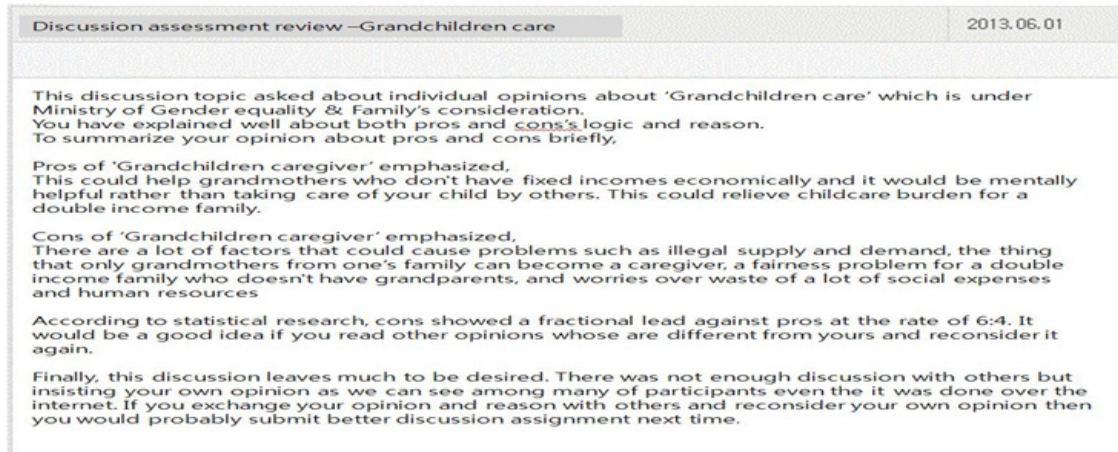 Discussion assessment review –Grandchildren care
2013.06.01
This discussion topic asked about individual opinions about ‘Grandchildren care’ which is under
Ministry of Gender equality & Family’s consideration.
You have explained well about both pros and cons’s logic and reason.
To summarize your opinion about pros and cons briefly,
Pros of ‘Grandchildren caregiver’ emphasized,
This could help grandmothers who don’t have fixed incomes economically and it would be mentally
helpful rather than taking care of your child by others. This could relieve childcare burden for a
double income family.
Cons of ‘Grandchildren caregiver’ emphasized,
There are a lot of factors that could cause problems such as illegal supply and demand, the thing
that only grandmothers from one’s family can become a caregiver, a fairness problem for a double
income family who doesn’t have grandparents, and worries over waste of a lot of social expenses
and human resources
According to statistical research, cons showed a fractional lead against pros at the rate of 6:4. It
would be a good idea if you read other opinions whose are different from yours and reconsider it
again.
Finally, this discussion leaves much to be desired. There was not enough discussion with others but
insisting your own opinion as we can see among many of participants even the it was done over the
internet. If you exchange your opinion and reason with others and reconsider your own opinion then
you would probably submit better discussion assignment next time.